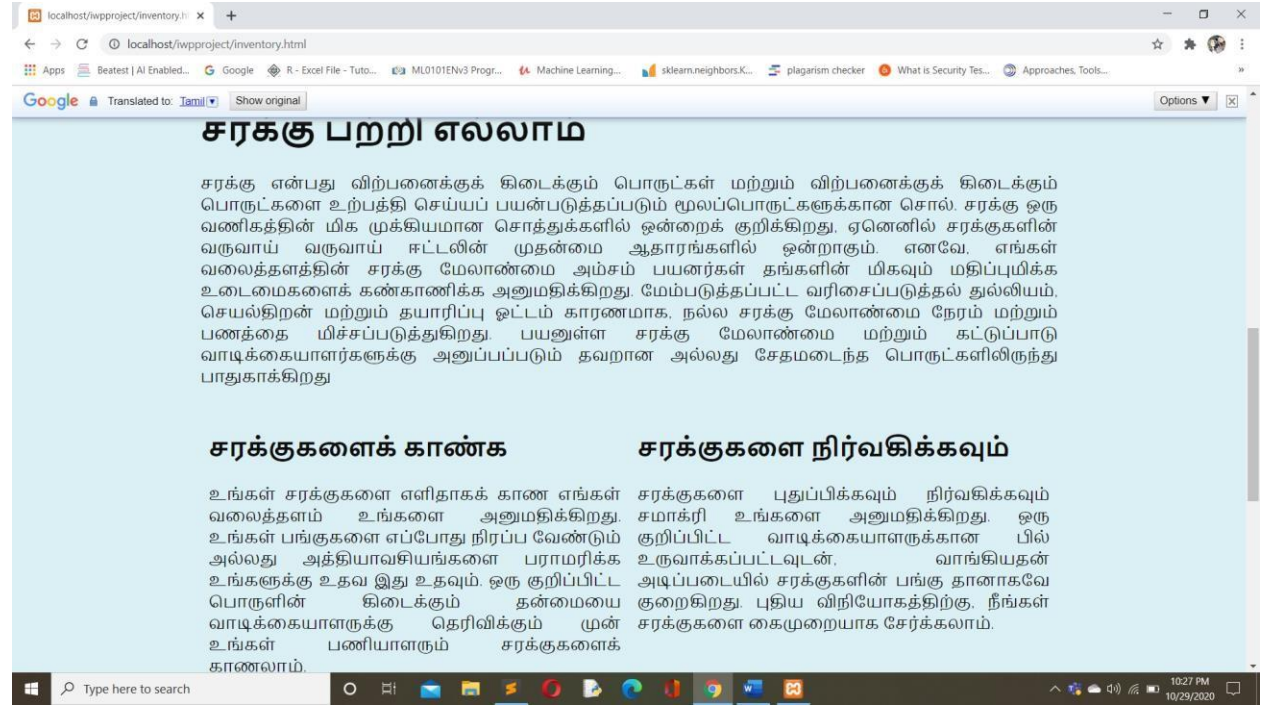 localhost/iwpproject/inventory.h
localhost/iwpproject/inventory.html
Apps Beatest | AI Enabled... Google R - Excel File - Tuto... ML0101ENv3 Progr... Machine Learning... sklearn.neighbors.K... plagarism checker What is Security Tes... Approaches, Tools... »
Google Translated to: Tamil Show original Options ▼
சரக்கு பற்றி எல்லாம்
சரக்கு என்பது விற்பனைக்குக் கிடைக்கும் பொருட்கள் மற்றும் விற்பனைக்குக் கிடைக்கும்
பொருட்களை உற்பத்தி செய்யப் பயன்படுத்தப்படும் மூலப்பொருட்களுக்கான சொல். சரக்கு ஒரு
வணிகத்தின் மிக முக்கியமான சொத்துக்களில் ஒன்றைக் குறிக்கிறது, ஏனெனில் சரக்குகளின்
வருவாய் வருவாய் ஈட்டலின் முதன்மை ஆதாரங்களில் ஒன்றாகும். எனவே, எங்கள்
வலைத்தளத்தின் சரக்கு மேலாண்மை அம்சம் பயனர்கள் தங்களின் மிகவும் மதிப்புமிக்க
உடைமைகளைக் கண்காணிக்க அனுமதிக்கிறது. மேம்படுத்தப்பட்ட வரிசைப்படுத்தல் துல்லியம்,
செயல்திறன் மற்றும் தயாரிப்பு ஓட்டம் காரணமாக, நல்ல சரக்கு மேலாண்மை நேரம் மற்றும்
பணத்தை மிச்சப்படுத்துகிறது. பயனுள்ள சரக்கு மேலாண்மை மற்றும் கட்டுப்பாடு
வாடிக்கையாளர்களுக்கு அனுப்பப்படும் தவறான அல்லது சேதமடைந்த பொருட்களிலிருந்து
பாதுகாக்கிறது
சரக்குகளைக் காண்க
உங்கள் சரக்குகளை எளிதாகக் காண எங்கள்
வலைத்தளம் உங்களை அனுமதிக்கிறது.
உங்கள் பங்குகளை எப்போது நிரப்ப வேண்டும்
அல்லது அத்தியாவசியங்களை பராமரிக்க
உங்களுக்கு உதவ இது உதவும். ஒரு குறிப்பிட்ட
பொருளின் கிடைக்கும் தன்மையை
வாடிக்கையாளருக்கு தெரிவிக்கும் முன்
உங்கள் பணியாளரும் சரக்குகளைக்
காணலாம்.
சரக்குகளை நிர்வகிக்கவும்
சரக்குகளை புதுப்பிக்கவும் நிர்வகிக்கவும்
சமாக்ரி உங்களை அனுமதிக்கிறது. ஒரு
குறிப்பிட்ட வாடிக்கையாளருக்கான பில்
உருவாக்கப்பட்டவுடன், வாங்கியதன்
அடிப்படையில் சரக்குகளின் பங்கு தானாகவே
குறைகிறது. புதிய விநியோகத்திற்கு, நீங்கள்
சரக்குகளை கைமுறையாக சேர்க்கலாம்.
Type here to search
10:27 PM
10/29/2020